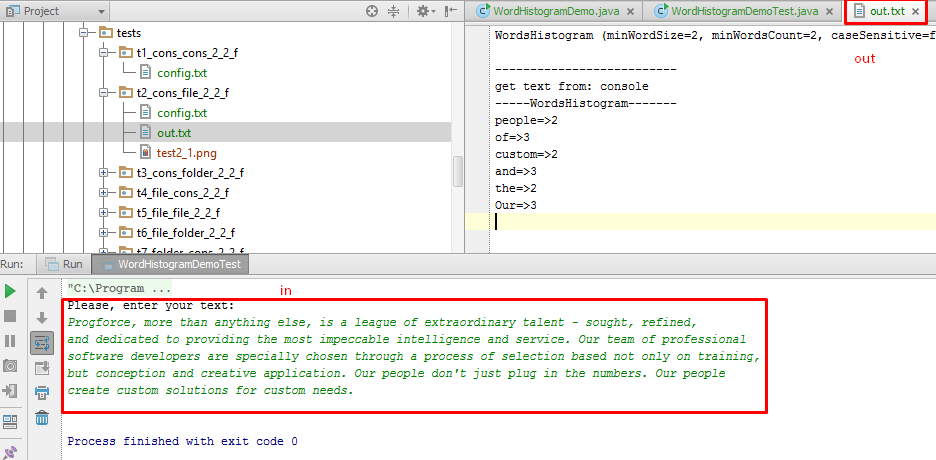 Project
WordHistogramDemo.java
WordHistogramDemoTest.java
out.txt
tests
t1_cons_cons_2_2_f
config.txt
t2_cons_file_2_2_f
config.txt
out.txt
test2_1.png
t3_cons_folder_2_2_f
t4_file_cons_2_2_f
t5_file_file_2_2_f
t6_file_folder_2_2_f
t7_folder_cons_2_2_f
WordsHistogram (minWordSize=2, minWordsCount=2, caseSensitive=f
out
--------------------------
get text from: console
-----WordsHistogram-------
people=>2
of=>3
custom=>2
and=>3
the=>2
Our=>3
Run:
Run
WordHistogramDemoTest
"C:\Program ...
in
Please, enter your text:
Progforce, more than anything else, is a league of extraordinary talent - sought, refined,
and dedicated to providing the most impeccable intelligence and service. Our team of professional
software developers are specially chosen through a process of selection based not only on training,
but conception and creative application. Our people don't just plug in the numbers. Our people
create custom solutions for custom needs.
Process finished with exit code 0